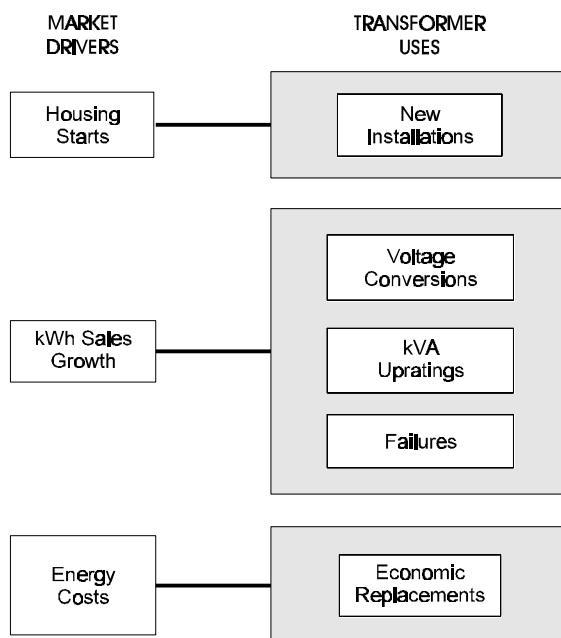 MARKET
DRIVERS
TRANSFORMER
USES
Housing
Starts
New
Installations
kWh Sales
Growth
Voltage
Conversions
kVA
Upratings
Failures
Energy
Costs
Economic
Replacements